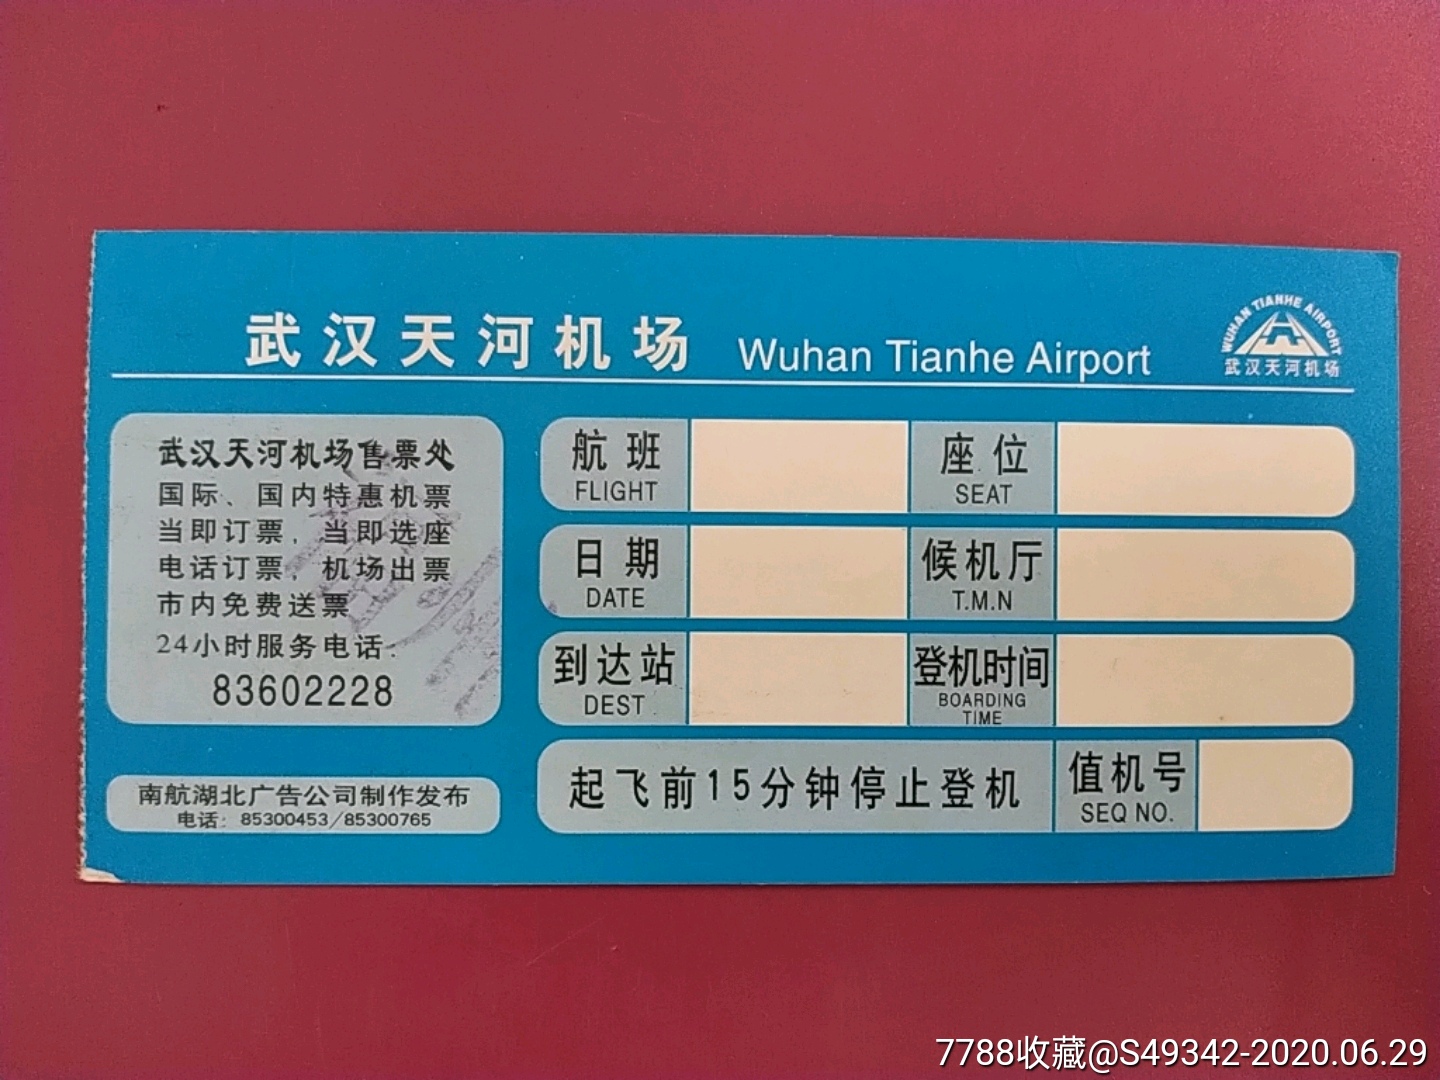 武汉天河机场 Wuhan Tianhe Airport
WUHAN TIANHE AIRPORT
武汉天河机场
武汉天河机场售票处
国际、国内特惠机票
当即订票，当即选座
电话订票，机场出票
市内免费送票
24小时服务电话：
83602228
南航湖北广告公司制作发布
电话：85300453／85300765
航班
FLIGHT
座位
SEAT
日期
DATE
候机厅
T.M.N
到达站
DEST
登机时间
BOARDING
TIME
起飞前15分钟停止登机
值机号
SEQ NO.
7788收藏@S49342-2020.06.29